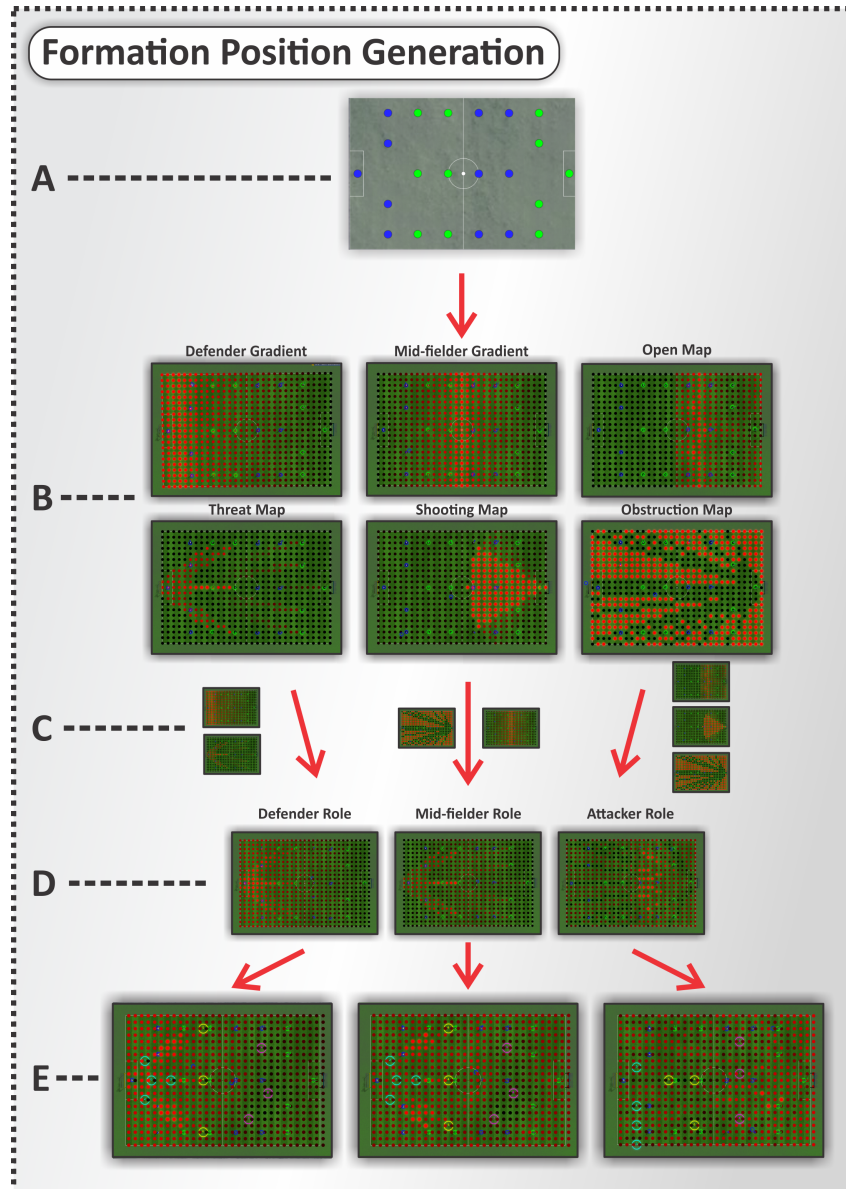 Formation Position Generation
A
Defender Gradient
Mid-fielder Gradient
Open Map
B
Threat Map
Shooting Map
Obstruction Map
C
Defender Role
Mid-fielder Role
Attacker Role
D
E